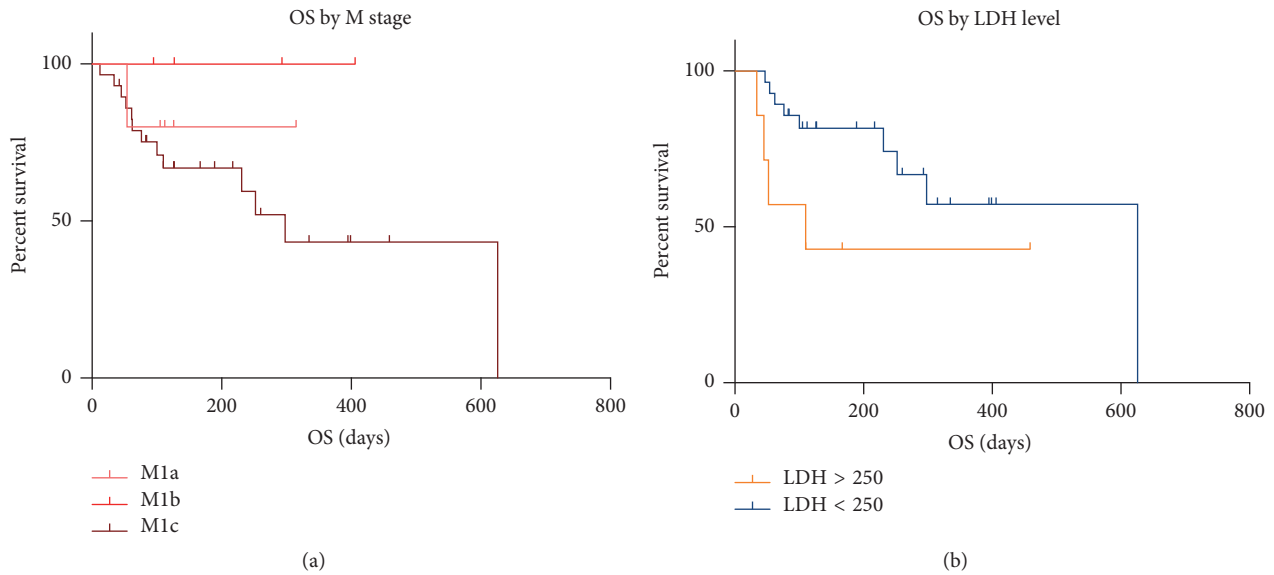 OS by M stage
100
50
0
Percent survival
0 200 400 600 800
OS (days)
M1a
M1b
M1c
(a)
OS by LDH level
100
50
0
Percent survival
0 200 400 600 800
OS (days)
LDH > 250
LDH < 250
(b)